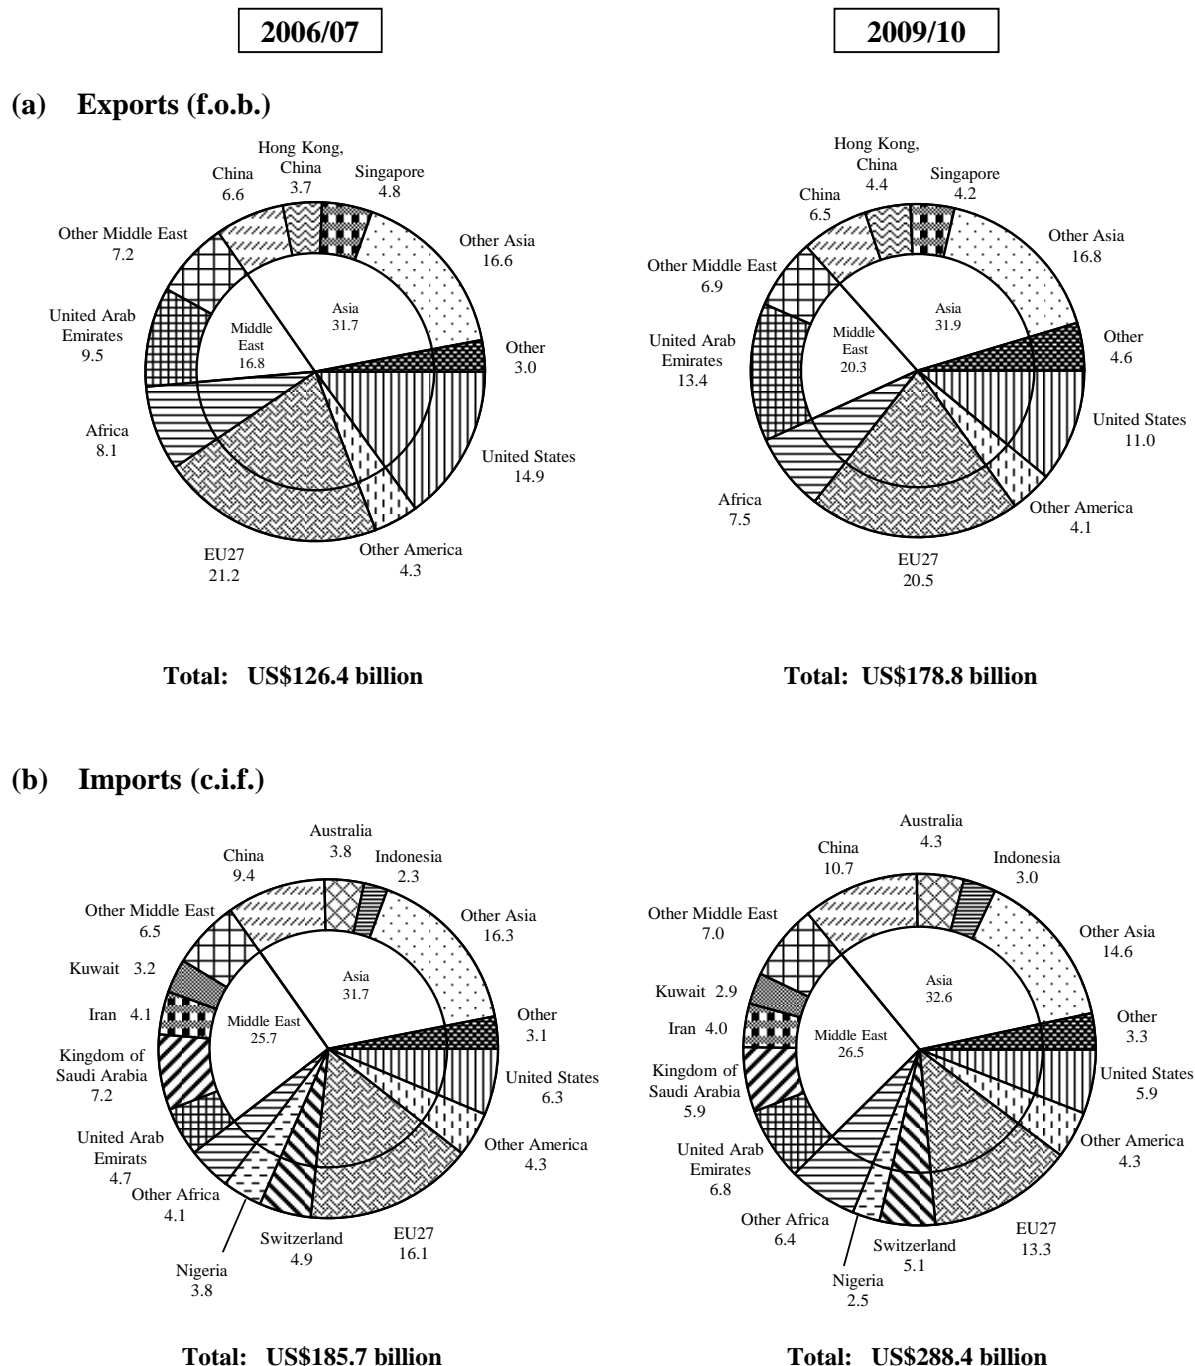 2006/07
2009/10
(a) Exports (f.o.b.)
Hong Kong,
China
3.7
China
6.6
Singapore
4.8
Other Middle East
7.2
Other Asia
16.6
Asia
31.7
United Arab
Emirates
9.5
Middle
East
16.8
Other
3.0
Africa
8.1
United States
14.9
EU27
21.2
Other America
4.3
Total: US$126.4 billion
Hong Kong,
China
4.4
China
6.5
Singapore
4.2
Other Middle East
6.9
Other Asia
16.8
Asia
31.9
United Arab
Emirates
13.4
Middle
East
20.3
Other
4.6
United States
11.0
Africa
7.5
Other America
4.1
EU27
20.5
Total: US$178.8 billion
(b) Imports (c.i.f.)
Australia
3.8
China
9.4
Indonesia
2.3
Other Middle East
6.5
Other Asia
16.3
Kuwait 3.2
Asia
31.7
Iran 4.1
Middle East
25.7
Other
3.1
Kingdom of
Saudi Arabia
7.2
United States
6.3
United Arab
Emirats
4.7
Other America
4.3
Other Africa
4.1
Switzerland
4.9
EU27
16.1
Nigeria
3.8
Total: US$185.7 billion
Australia
4.3
China
10.7
Indonesia
3.0
Other Middle East
7.0
Other Asia
14.6
Kuwait 2.9
Asia
32.6
Iran 4.0
Middle East
26.5
Other
3.3
Kingdom of
Saudi Arabia
5.9
United States
5.9
United Arab
Emirates
6.8
Other America
4.3
Other Africa
6.4
Switzerland
5.1
EU27
13.3
Nigeria
2.5
Total: US$288.4 billion